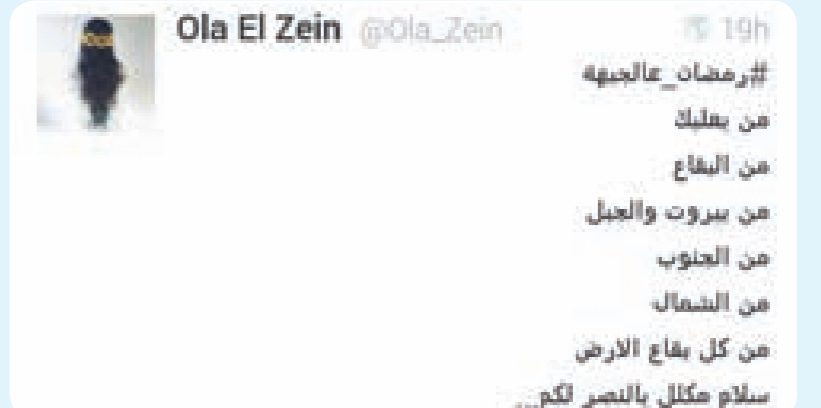 Ola El Zein @Ola_Zein 19h
#رمضان_عالجبهة
من بعلبك
من البقاع
من بيروت والجبل
من الجنوب
من الشمال
من كل بقاع الارض
سلام مكلل بالنصر لكم...